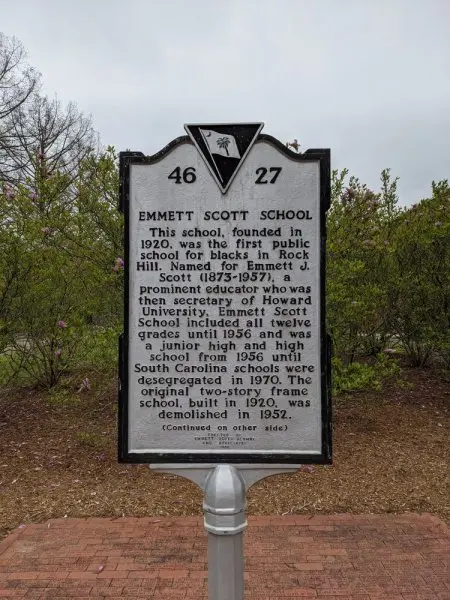 46 27
EMMETT SCOTT SCHOOL
This school, founded in
1920, was the first public
school for blacks in Rock
Hill. Named for Emmett J.
Scott (1873-1957), a
prominent educator who was
then secretary of Howard
University, Emmett Scott
School included all twelve
grades until 1956 and was
a junior high and high
school from 1956 until
South Carolina schools were
desegregated in 1970. The
original two-story frame
school, built in 1920, was
demolished in 1952.
(Continued on other side)
EMMETT SCOTT SCHOOL